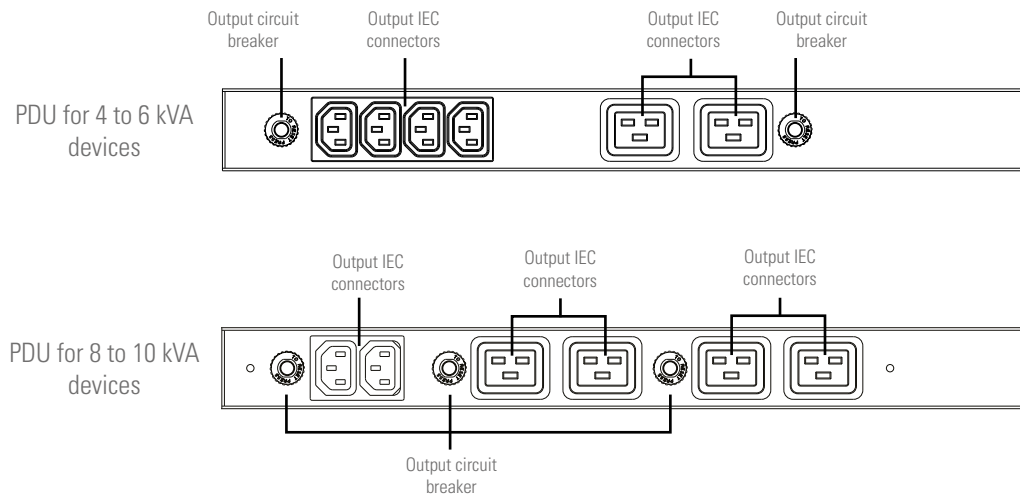 Output circuit
breaker
Output IEC
connectors
Output IEC
connectors
Output circuit
breaker
PDU for 4 to 6 kVA
devices
Output IEC
connectors
Output IEC
connectors
Output IEC
connectors
PDU for 8 to 10 kVA
devices
Output circuit
breaker